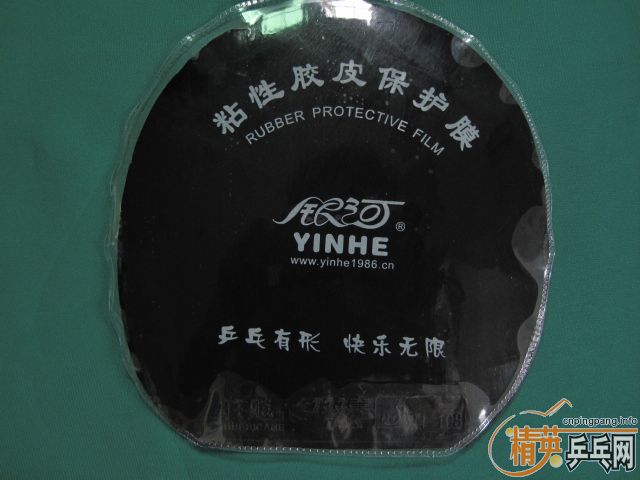 粘性胶皮保护膜
RUBBER PROTECTIVE FILM
银河®
YINHE
www.yinhe1986.cn
乒乓有形 快乐无限
cnpingpang.info
精英乒乓网